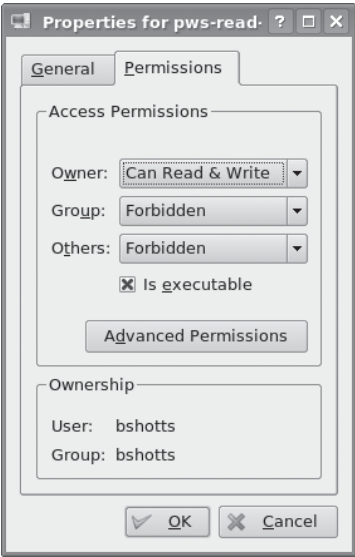 Properties for pws-read-
General
Permissions
Access Permissions
Owner: Can Read & Write
Group: Forbidden
Others: Forbidden
Is executable
Advanced Permissions
Ownership
User: bshotts
Group: bshotts
OK
Cancel